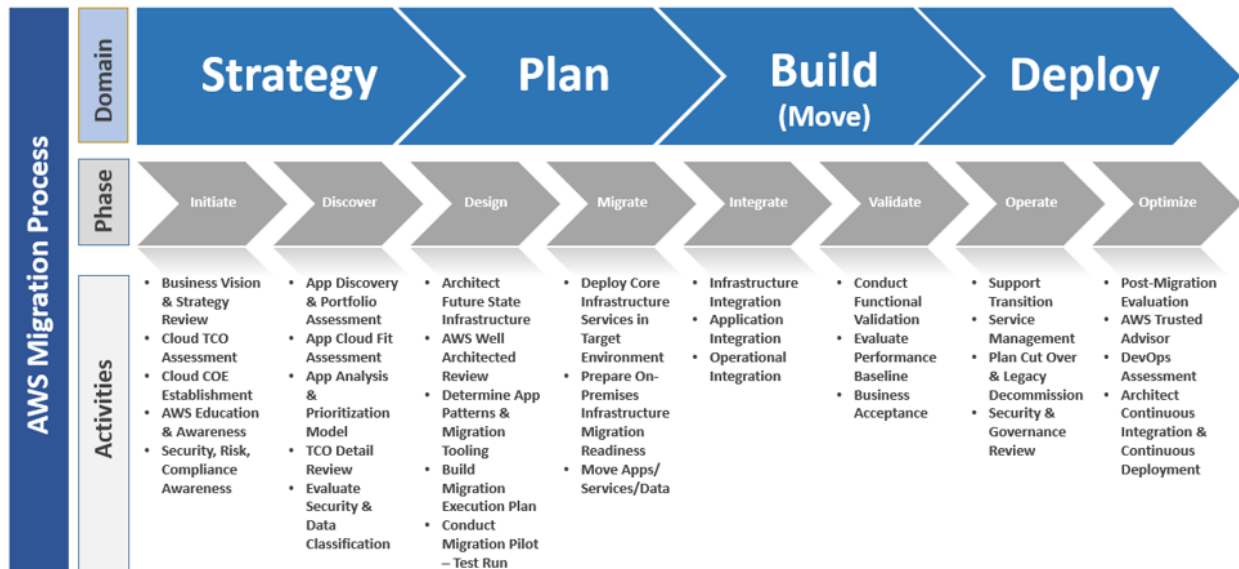 AWS Migration Process
Domain
Strategy
Plan
Build
(Move)
Deploy
Phase
Initiate
Discover
Design
Migrate
Integrate
Validate
Operate
Optimize
Activities
• Business Vision
& Strategy
Review
• Cloud TCO
Assessment
• Cloud COE
Establishment
• AWS Education
& Awareness
• Security, Risk,
Compliance
Awareness
• App Discovery
& Portfolio
Assessment
• App Cloud Fit
Assessment
• App Analysis
&
Prioritization
Model
• TCO Detail
Review
• Evaluate
Security &
Data
Classification
• Architect
Future State
Infrastructure
• AWS Well
Architected
Review
• Determine App
Patterns &
Migration
Tooling
• Build
Migration
Execution Plan
• Conduct
Migration Pilot
– Test Run
• Deploy Core
Infrastructure
Services in
Target
Environment
• Prepare On-
Premises
Infrastructure
Migration
Readiness
• Move Apps/
Services/Data
• Infrastructure
Integration
• Application
Integration
• Operational
Integration
• Conduct
Functional
Validation
• Evaluate
Performance
Baseline
• Business
Acceptance
• Support
Transition
• Service
Management
• Plan Cut Over
& Legacy
Decommission
• Security &
Governance
Review
• Post-Migration
Evaluation
• AWS Trusted
Advisor
• DevOps
Assessment
• Architect
Continuous
Integration &
Continuous
Deployment